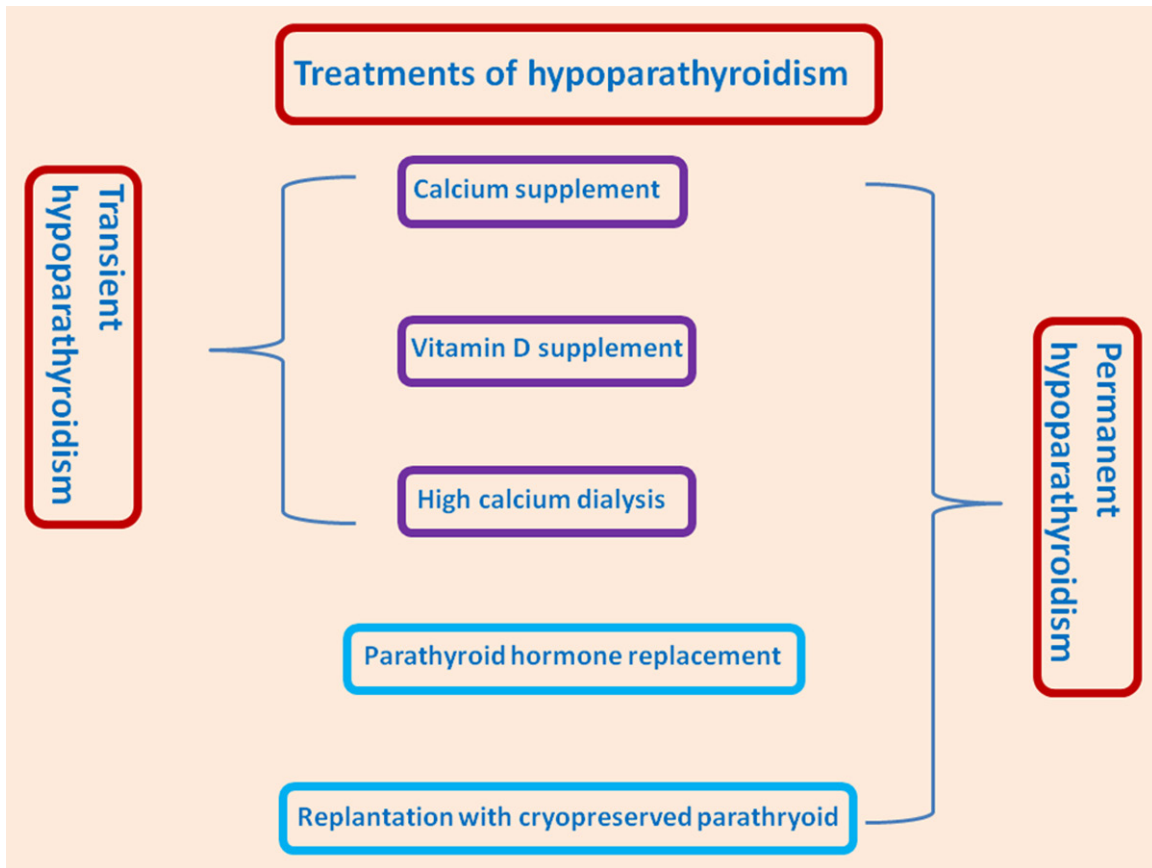 Treatments of hypoparathyroidism
Transient
hypoparathyroidism
Calcium supplement
Vitamin D supplement
High calcium dialysis
Parathyroid hormone replacement
Replantation with cryopreserved parathryoid
Permanent
hypoparathyroidism